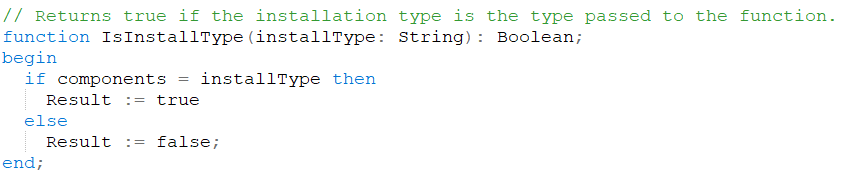 // Returns true if the installation type is the type passed to the function.
function IsInstallType(installType: String): Boolean;
begin
  if components = installType then
    Result := true
  else
    Result := false;
end;